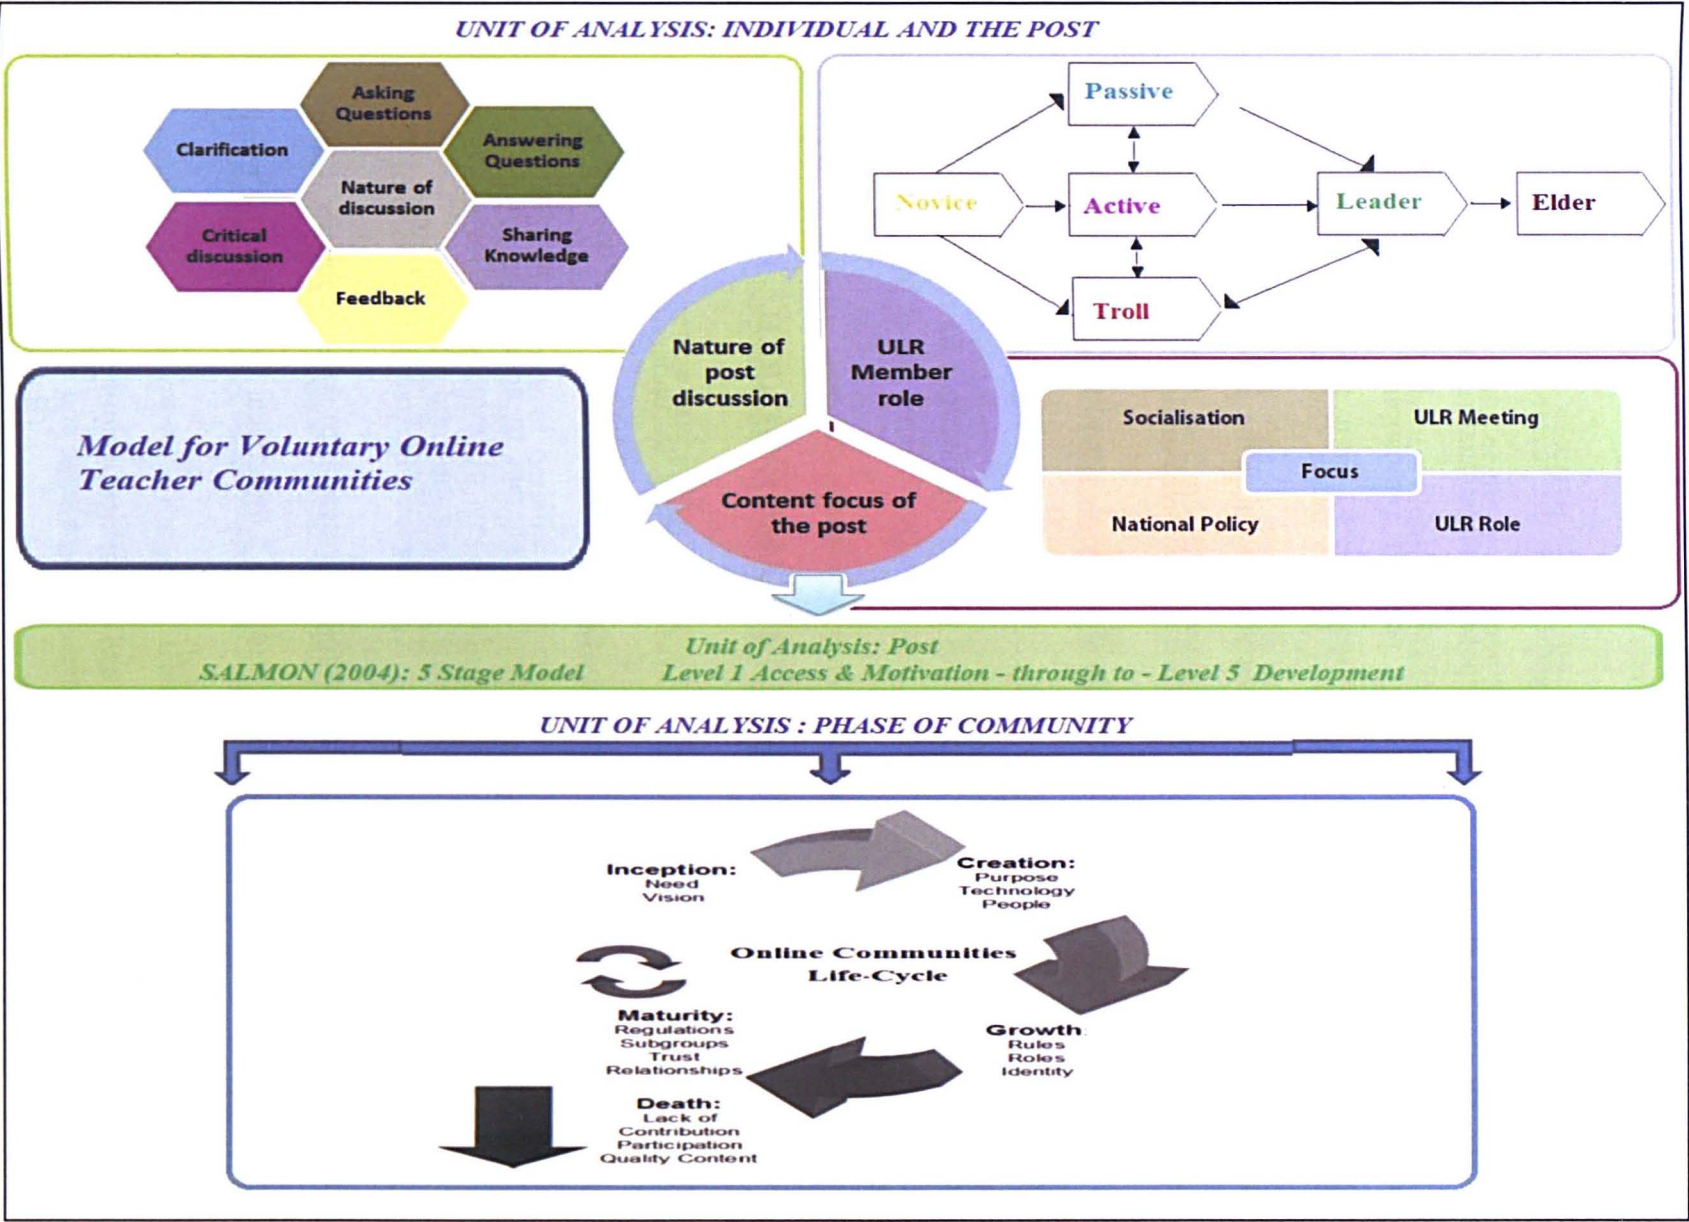 UNIT OF ANALYSIS: INDIVIDUAL AND THE POST
Asking
Questions
Clarification
Answering
Questions
Nature of
discussion
Critical
discussion
Sharing
Knowledge
Feedback
Passive
Novice
Active
Leader
Elder
Troll
Nature of
post
discussion
ULR
Member
role
Content focus of
the post
Model for Voluntary Online
Teacher Communities
Socialisation
ULR Meeting
Focus
National Policy
ULR Role
Unit of Analysis: Post
SALMON (2004): 5 Stage Model Level 1 Access & Motivation - through to - Level 5 Development
UNIT OF ANALYSIS : PHASE OF COMMUNITY
Inception:
Need
Vision
Creation:
Purpose
Technology
People
Online Communities
Life-Cycle
Maturity:
Regulations
Subgroups
Trust
Relationships
Growth:
Rules
Roles
Identity
Death:
Lack of
Contribution
Participation
Quality Content